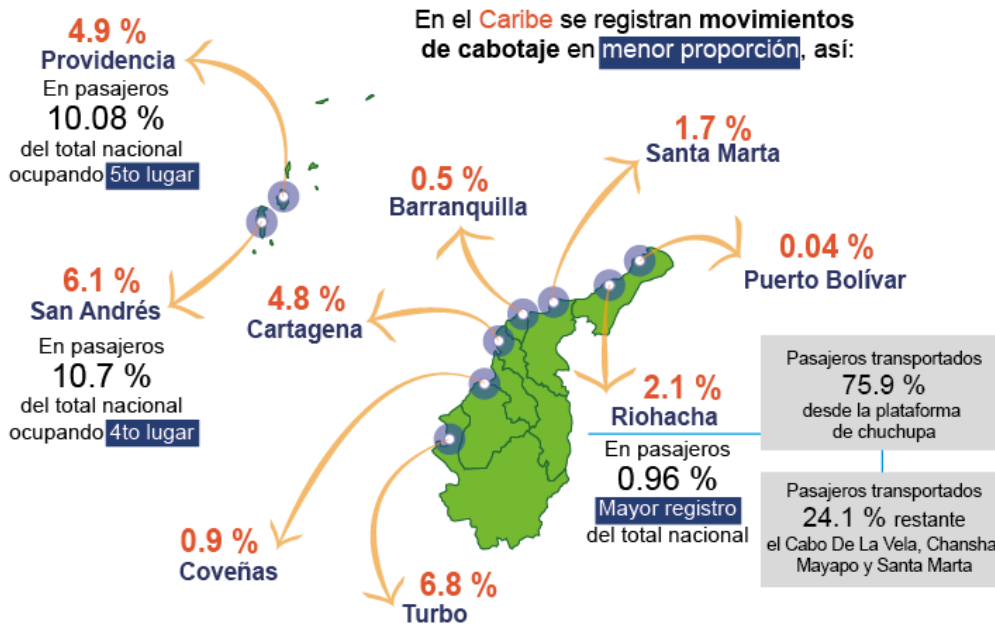 En el Caribe se registran movimientos
de cabotaje en menor proporción, así:
4.9 %
Providencia
En pasajeros
10.08 %
del total nacional
ocupando 5to lugar
6.1 %
San Andrés
En pasajeros
10.7 %
del total nacional
ocupando 4to lugar
0.5 %
Barranquilla
4.8 %
Cartagena
1.7 %
Santa Marta
0.04 %
Puerto Bolívar
2.1 %
Riohacha
En pasajeros
0.96 %
Mayor registro
del total nacional
Pasajeros transportados
75.9 %
desde la plataforma
de chuchupa
Pasajeros transportados
24.1 % restante
el Cabo De La Vela, Chansha
Mayapo y Santa Marta
0.9 %
Coveñas
6.8 %
Turbo